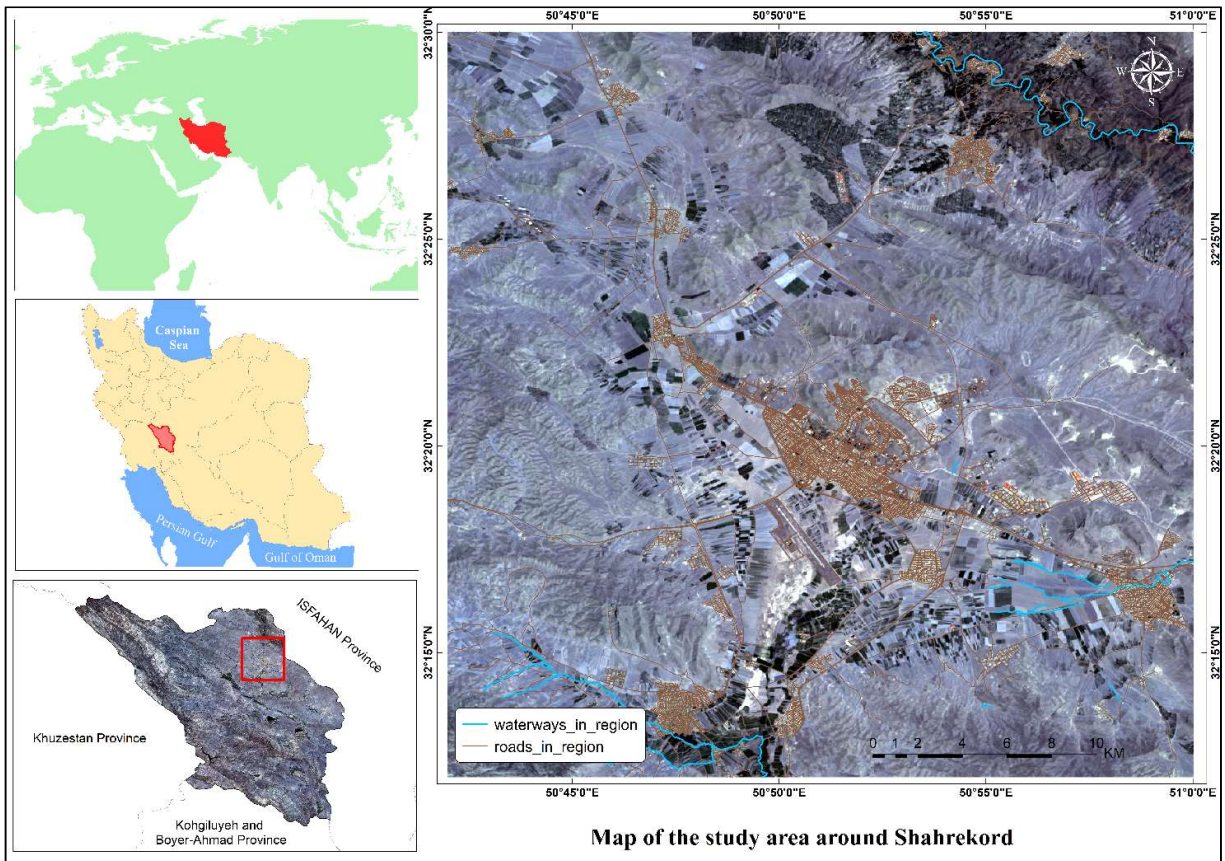 Caspian
Sea
Persian Gulf
Gulf of Oman
ISFAHAN Province
Khuzestan Province
Kohgiluyeh and
Boyer-Ahmad Province
50°45'0"E
50°50'0"E
50°55'0"E
51°0'0"E
32°30'0"N
32°25'0"N
32°20'0"N
32°15'0"N
N
W E
S
32°30'0"N
32°25'0"N
32°20'0"N
32°15'0"N
waterways_in_region
roads_in_region
0 1 2 4 6 8 10
KM
50°45'0"E
50°50'0"E
50°55'0"E
51°0'0"E
Map of the study area around Shahrekord